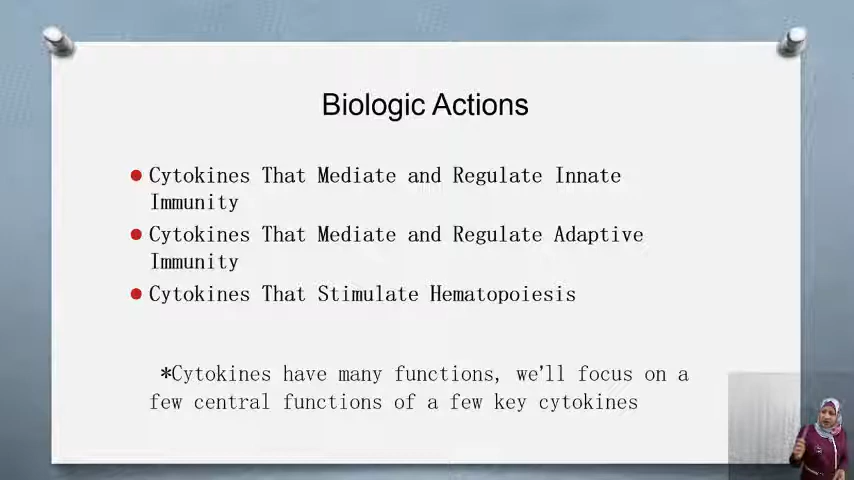 Biologic Actions
Cytokines That Mediate and Regulate Innate
Immunity
Cytokines That Mediate and Regulate Adaptive
Immunity
Cytokines That Stimulate Hematopoiesis
*Cytokines have many functions, we'll focus on a
few central functions of a few key cytokines